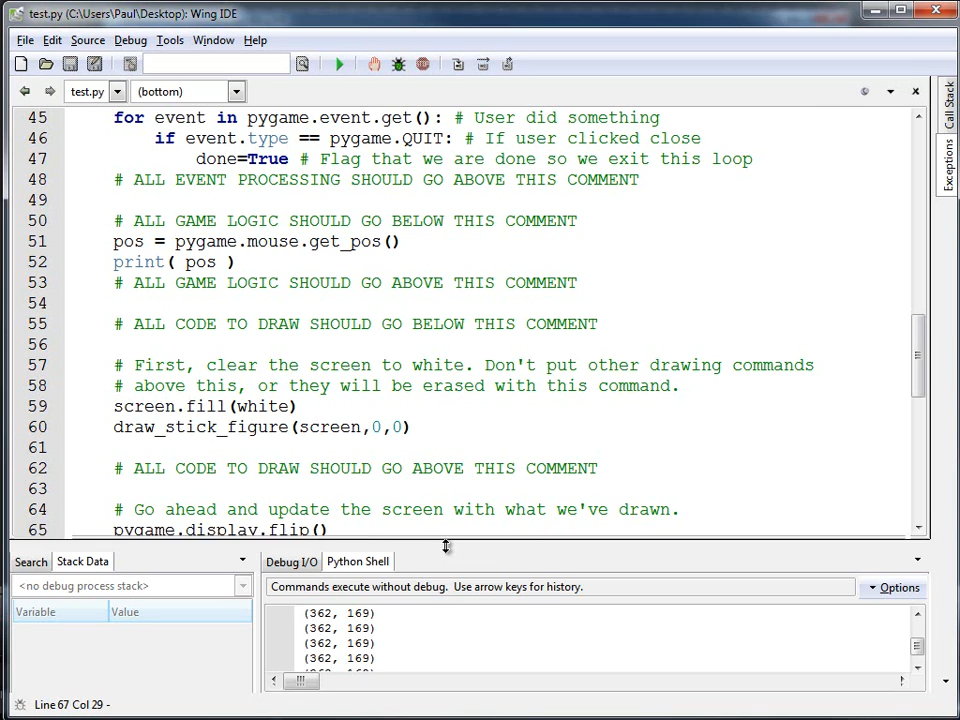 test.py (C:\Users\Paul\Desktop): Wing IDE
File Edit Source Debug Tools Window Help
test.py (bottom)
45 for event in pygame.event.get(): # User did something
46 if event.type == pygame.QUIT: # If user clicked close
47 done=True # Flag that we are done so we exit this loop
48 # ALL EVENT PROCESSING SHOULD GO ABOVE THIS COMMENT
49
50 # ALL GAME LOGIC SHOULD GO BELOW THIS COMMENT
51 pos = pygame.mouse.get_pos()
52 print( pos )
53 # ALL GAME LOGIC SHOULD GO ABOVE THIS COMMENT
54
55 # ALL CODE TO DRAW SHOULD GO BELOW THIS COMMENT
56
57 # First, clear the screen to white. Don't put other drawing commands
58 # above this, or they will be erased with this command.
59 screen.fill(white)
60 draw_stick_figure(screen,0,0)
61
62 # ALL CODE TO DRAW SHOULD GO ABOVE THIS COMMENT
63
64 # Go ahead and update the screen with what we've drawn.
65 pygame.display.flip()
Call Stack
Exceptions
Search Stack Data
<no debug process stack>
Variable Value
Debug I/O Python Shell
Commands execute without debug. Use arrow keys for history.
Options
(362, 169)
(362, 169)
(362, 169)
(362, 169)
Line 67 Col 29 -